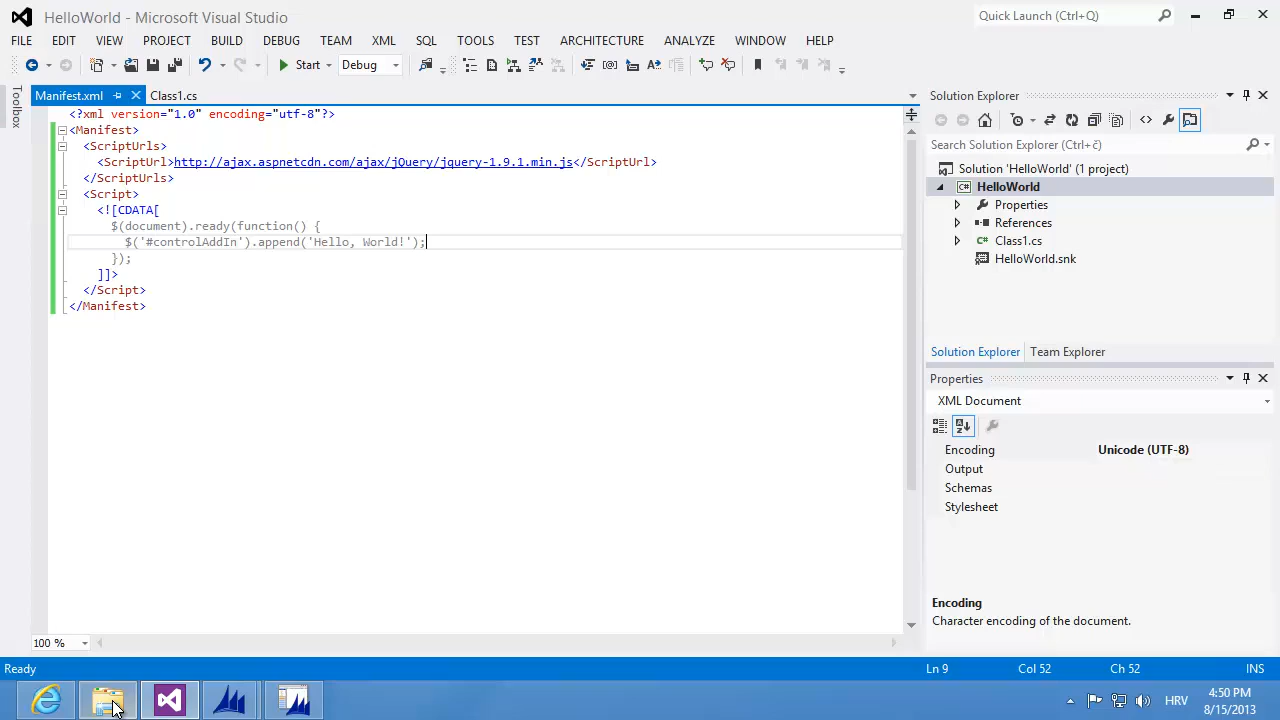 HelloWorld - Microsoft Visual Studio
Quick Launch (Ctrl+Q)
FILE EDIT VIEW PROJECT BUILD DEBUG TEAM XML SQL TOOLS TEST ARCHITECTURE ANALYZE WINDOW HELP
Start Debug
Toolbox
Manifest.xml Class1.cs
<?xml version="1.0" encoding="utf-8"?>
<Manifest>
<ScriptUrls>
<ScriptUrl>http://ajax.aspnetcdn.com/ajax/jQuery/jquery-1.9.1.min.js</ScriptUrl>
</ScriptUrls>
<Script>
<![CDATA[
$(document).ready(function() {
$('#controlAddIn').append('Hello, World!');
});
]]>
</Script>
</Manifest>
100 %
Solution Explorer
Search Solution Explorer (Ctrl+č)
Solution 'HelloWorld' (1 project)
HelloWorld
Properties
References
Class1.cs
HelloWorld.snk
Solution Explorer Team Explorer
Properties
XML Document
Encoding Unicode (UTF-8)
Output
Schemas
Stylesheet
Encoding
Character encoding of the document.
Ready Ln 9 Col 52 Ch 52 INS
HRV
4:50 PM
8/15/2013